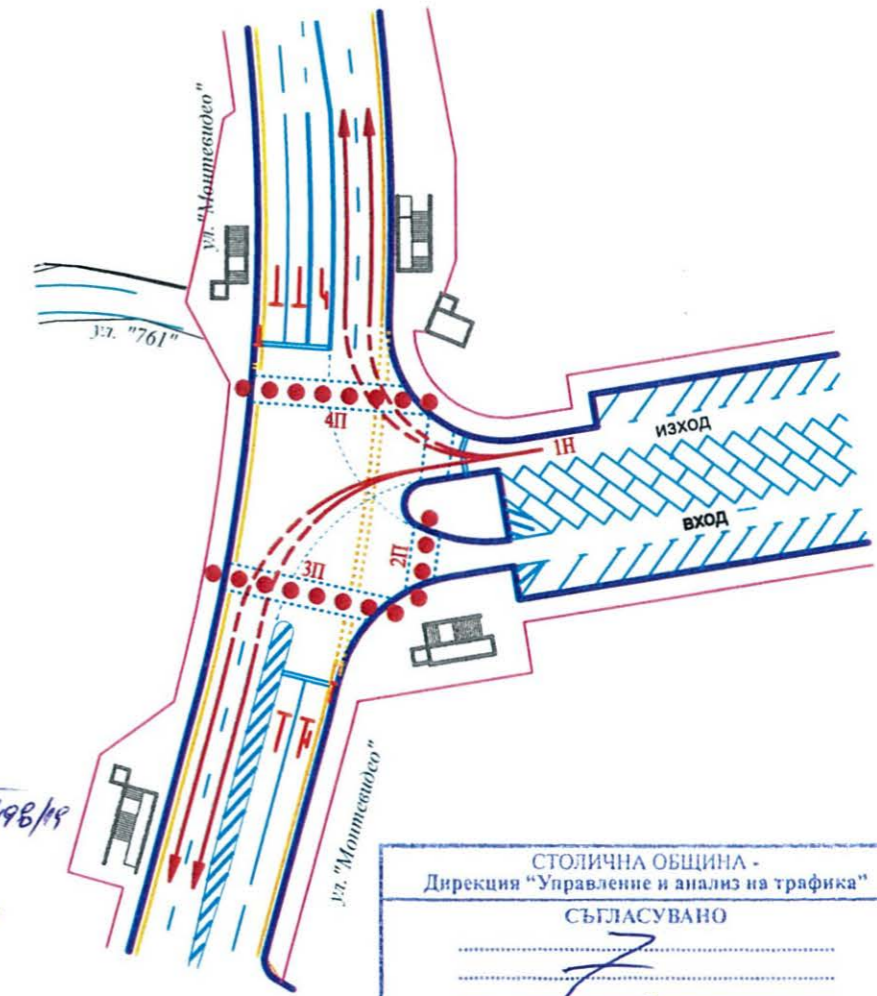 ул. "Монтевидео"
ул. "761"
4П
1Н
ИЗХОД
ВХОД
2П
3П
ул. "Монтевидео"
СТОЛИЧНА ОБЩИНА -
Дирекция "Управление и анализ на трафика"
СЪГЛАСУВАНО